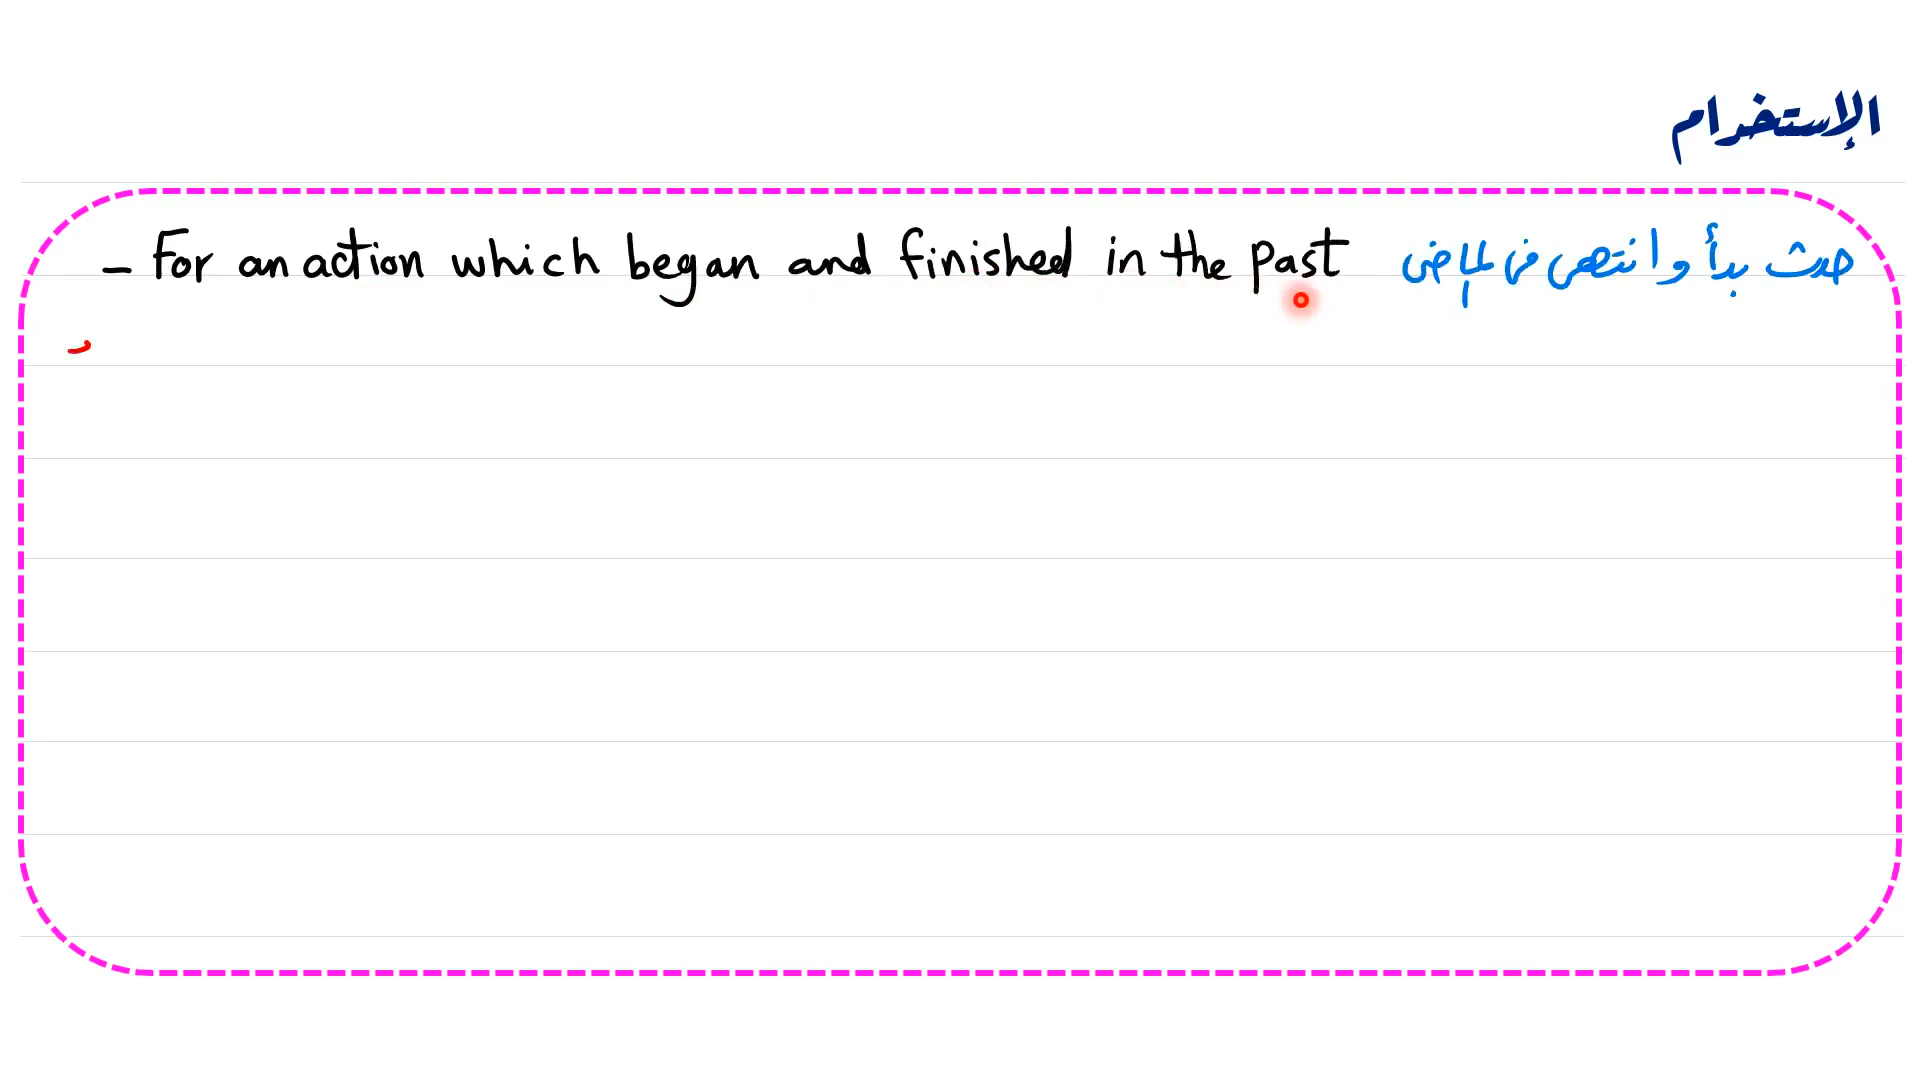 الإستخدام
- For an action which began and finished in the past حدث بدأ وانتهى في الماضي